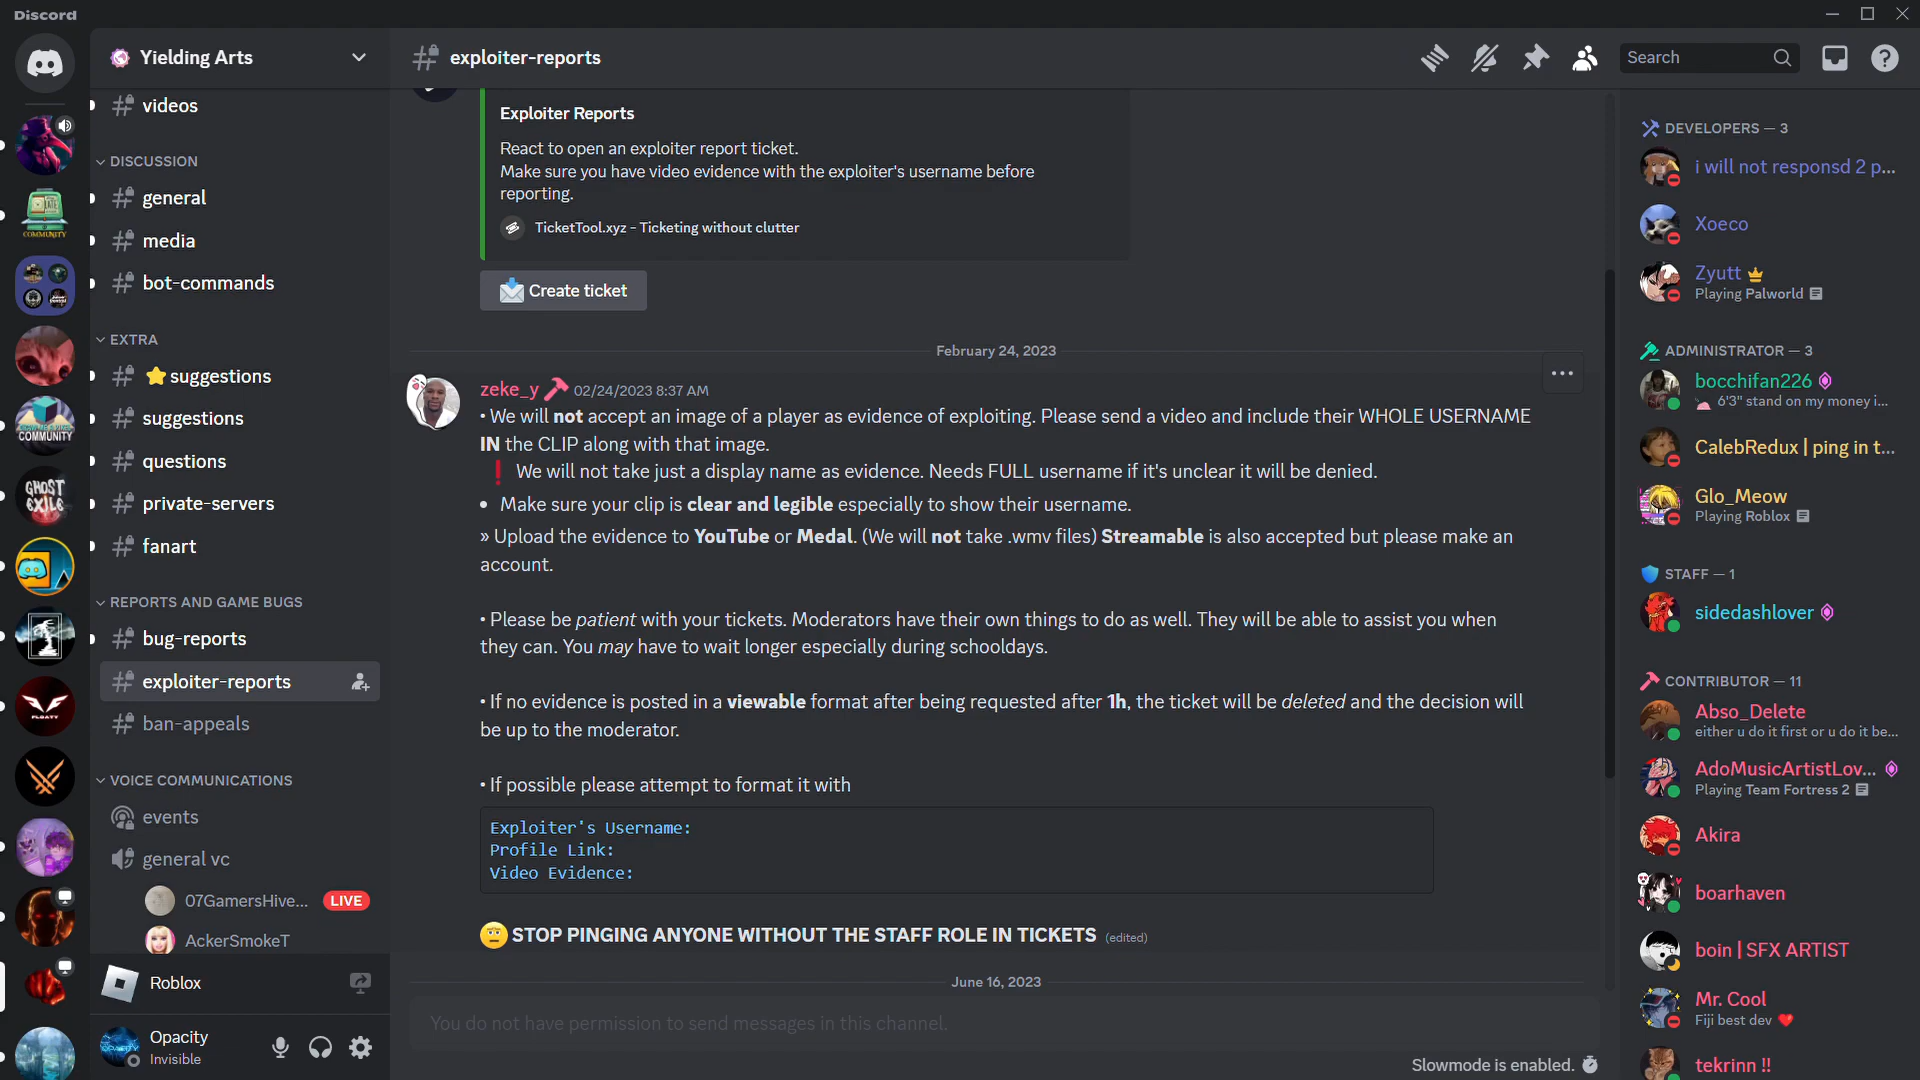 Discord
Yielding Arts
videos
DISCUSSION
general
media
bot-commands
EXTRA
⭐suggestions
suggestions
questions
private-servers
fanart
REPORTS AND GAME BUGS
bug-reports
exploiter-reports
ban-appeals
VOICE COMMUNICATIONS
events
general vc
07GamersHive... LIVE
AckerSmokeT
Roblox
Opacity
Invisible
COMMUNITY
COMMUNITY
GHOST
EXILE
exploiter-reports
Search
Exploiter Reports
React to open an exploiter report ticket.
Make sure you have video evidence with the exploiter's username before
reporting.
TicketTool.xyz - Ticketing without clutter
Create ticket
February 24, 2023
zeke_y 02/24/2023 8:37 AM
• We will not accept an image of a player as evidence of exploiting. Please send a video and include their WHOLE USERNAME
IN the CLIP along with that image.
❗ We will not take just a display name as evidence. Needs FULL username if it's unclear it will be denied.
• Make sure your clip is clear and legible especially to show their username.
» Upload the evidence to YouTube or Medal. (We will not take .wmv files) Streamable is also accepted but please make an
account.
• Please be patient with your tickets. Moderators have their own things to do as well. They will be able to assist you when
they can. You may have to wait longer especially during schooldays.
• If no evidence is posted in a viewable format after being requested after 1h, the ticket will be deleted and the decision will
be up to the moderator.
• If possible please attempt to format it with
Exploiter's Username:
Profile Link:
Video Evidence:
STOP PINGING ANYONE WITHOUT THE STAFF ROLE IN TICKETS (edited)
June 16, 2023
You do not have permission to send messages in this channel.
Slowmode is enabled.
DEVELOPERS — 3
i will not responsd 2 p...
Xoeco
Zyutt
Playing Palworld
ADMINISTRATOR — 3
bocchifan226
6'3" stand on my money i...
CalebRedux | ping in t...
Glo_Meow
Playing Roblox
STAFF — 1
sidedashlover
CONTRIBUTOR — 11
Abso_Delete
either u do it first or u do it be...
AdoMusicArtistLov...
Playing Team Fortress 2
Akira
boarhaven
boin | SFX ARTIST
Mr. Cool
Fiji best dev ❤️
tekrinn !!